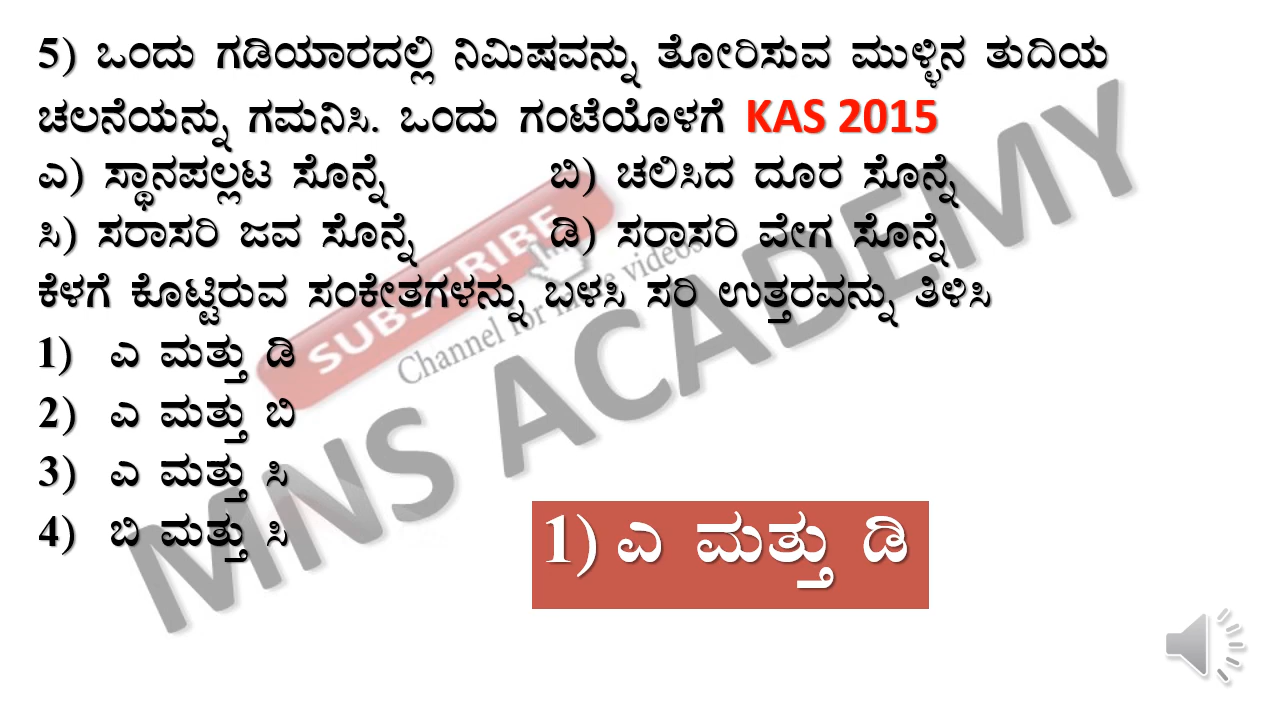 5) ಒಂದು ಗಡಿಯಾರದಲ್ಲಿ ನಿಮಿಷವನ್ನು ತೋರಿಸುವ ಮುಳ್ಳಿನ ತುದಿಯ
ಚಲನೆಯನ್ನು ಗಮನಿಸಿ. ಒಂದು ಗಂಟೆಯೊಳಗೆ KAS 2015
ಎ) ಸ್ಥಾನಪಲ್ಲಟ ಸೊನ್ನೆ ಬಿ) ಚಲಿಸಿದ ದೂರ ಸೊನ್ನೆ
ಸಿ) ಸರಾಸರಿ ಜವ ಸೊನ್ನೆ ಡಿ) ಸರಾಸರಿ ವೇಗ ಸೊನ್ನೆ
ಕೆಳಗೆ ಕೊಟ್ಟಿರುವ ಸಂಕೇತಗಳನ್ನು ಬಳಸಿ ಸರಿ ಉತ್ತರವನ್ನು ತಿಳಿಸಿ
1) ಎ ಮತ್ತು ಡಿ
2) ಎ ಮತ್ತು ಬಿ
3) ಎ ಮತ್ತು ಸಿ
4) ಬಿ ಮತ್ತು ಸಿ
1) ಎ ಮತ್ತು ಡಿ
SUBSCRIBE
Channel for more videos
MNS ACADEMY